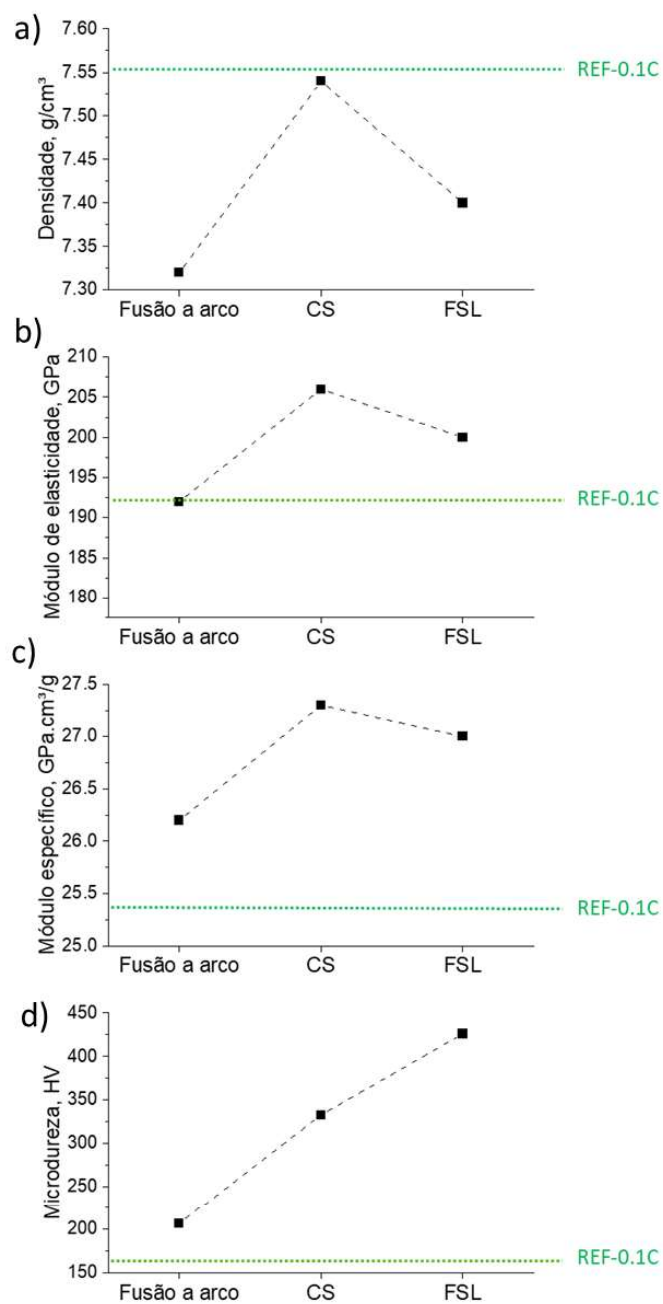 a)
Densidade, g/cm³
7.60
7.55
7.50
7.45
7.40
7.35
7.30
REF-0.1C
Fusão a arco CS FSL
b)
Módulo de elasticidade, GPa
210
205
200
195
190
185
180
REF-0.1C
Fusão a arco CS FSL
c)
Módulo específico, GPa.cm³/g
27.5
27.0
26.5
26.0
25.5
25.0
REF-0.1C
Fusão a arco CS FSL
d)
Microdureza, HV
450
400
350
300
250
200
150
REF-0.1C
Fusão a arco CS FSL